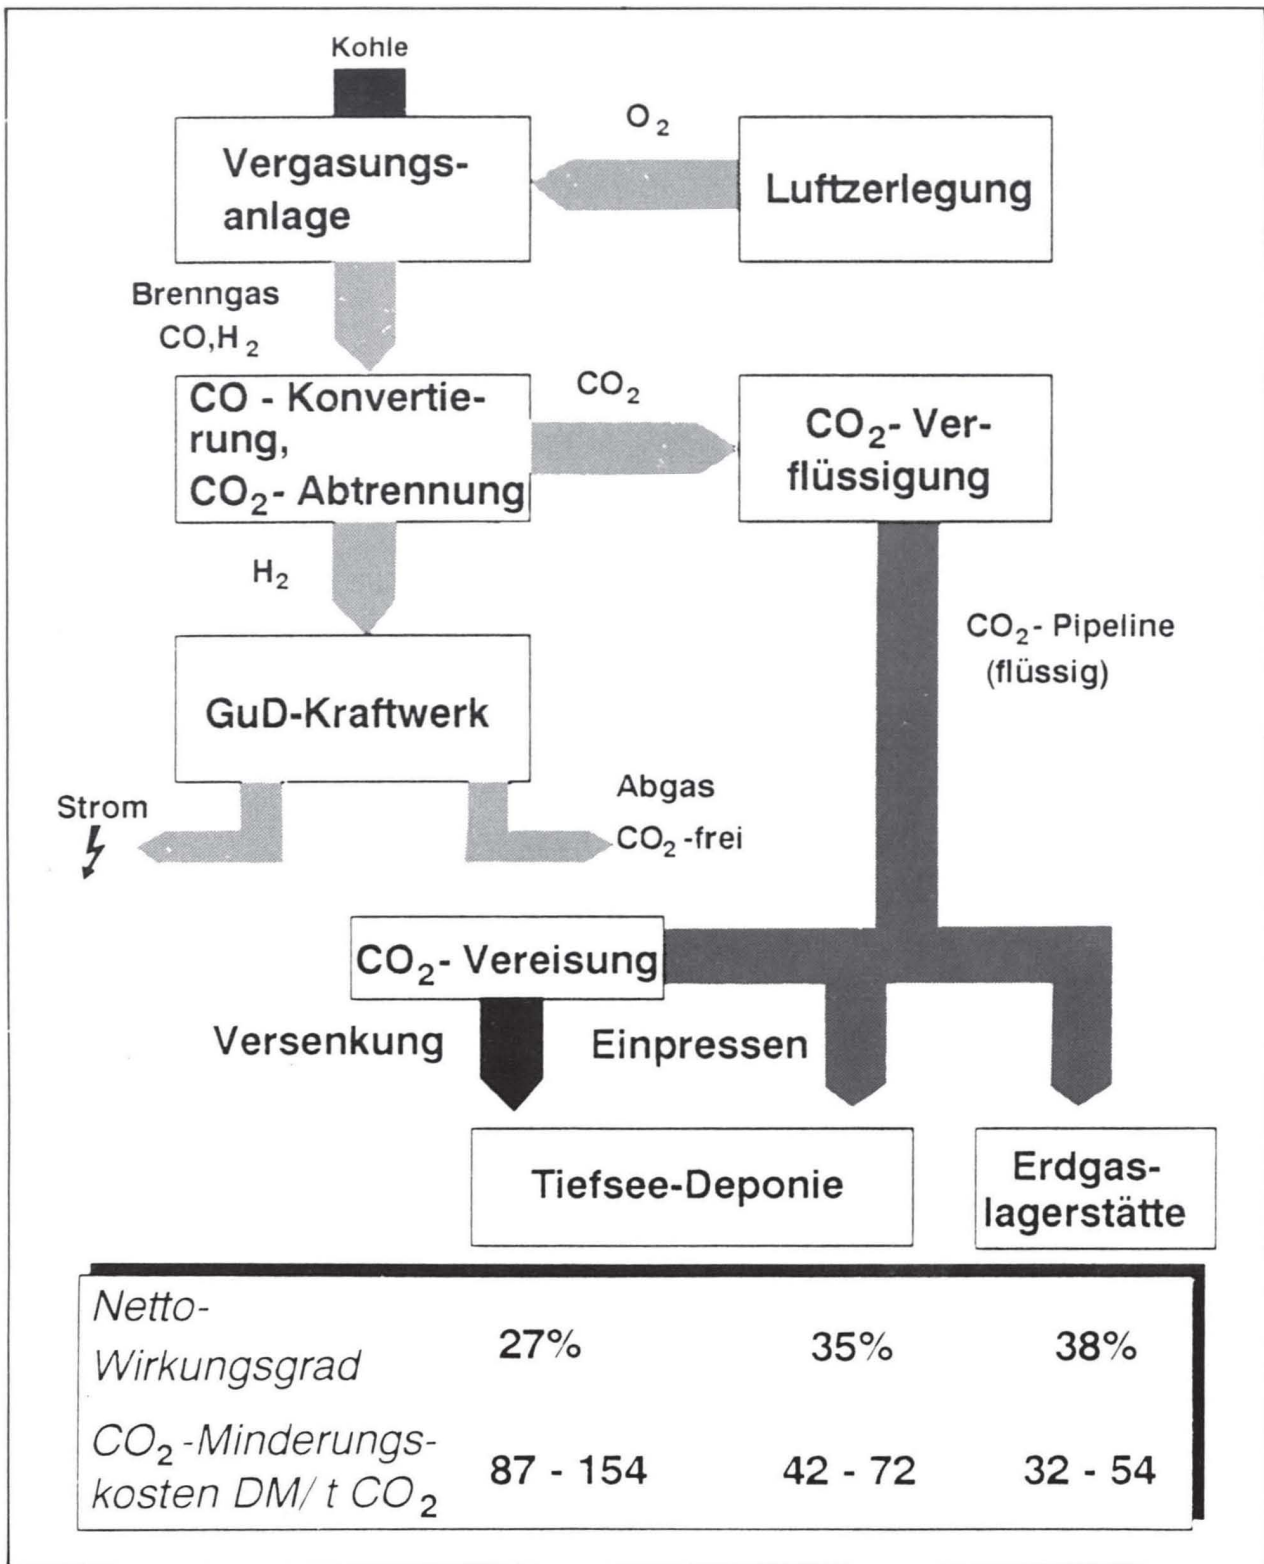 Kohle
Vergasungs-
anlage
O₂
Luftzerlegung
Brenngas
CO,H₂
CO - Konvertie-
rung,
CO₂- Abtrennung
CO₂
CO₂- Ver-
flüssigung
H₂
CO₂- Pipeline
(flüssig)
GuD-Kraftwerk
Strom
Abgas
CO₂-frei
CO₂- Vereisung
Versenkung
Einpressen
Tiefsee-Deponie
Erdgas-
lagerstätte
Netto-
Wirkungsgrad
27% 35% 38%
CO₂-Minderungs-
kosten DM/ t CO₂
87 - 154 42 - 72 32 - 54